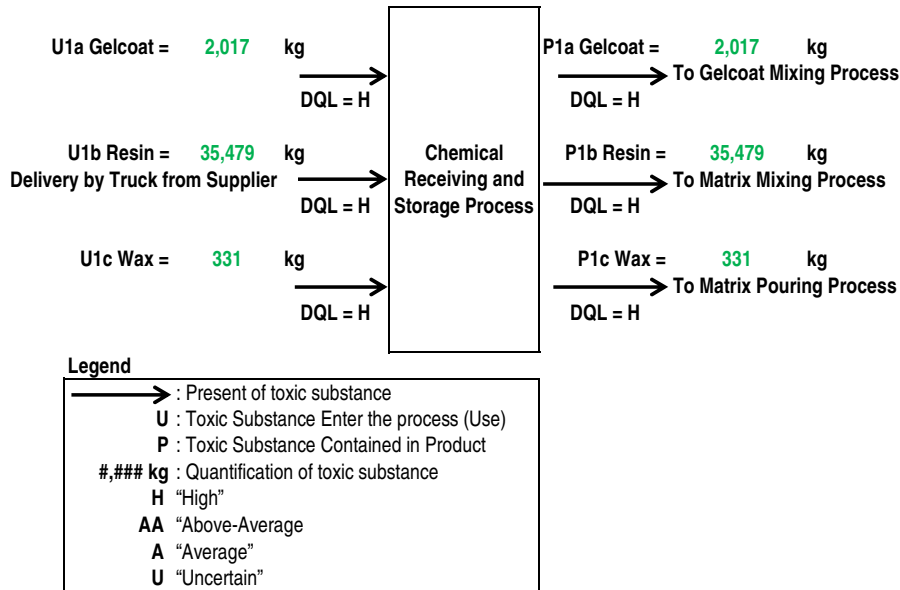 U1a Gelcoat = 2,017 kg
DQL = H
P1a Gelcoat = 2,017 kg
To Gelcoat Mixing Process
DQL = H
U1b Resin = 35,479 kg
Delivery by Truck from Supplier
DQL = H
Chemical
Receiving and
Storage Process
P1b Resin = 35,479 kg
To Matrix Mixing Process
DQL = H
U1c Wax = 331 kg
DQL = H
P1c Wax = 331 kg
To Matrix Pouring Process
DQL = H
Legend
: Present of toxic substance
U : Toxic Substance Enter the process (Use)
P : Toxic Substance Contained in Product
#,### kg : Quantification of toxic substance
H "High"
AA "Above-Average
A "Average"
U "Uncertain"